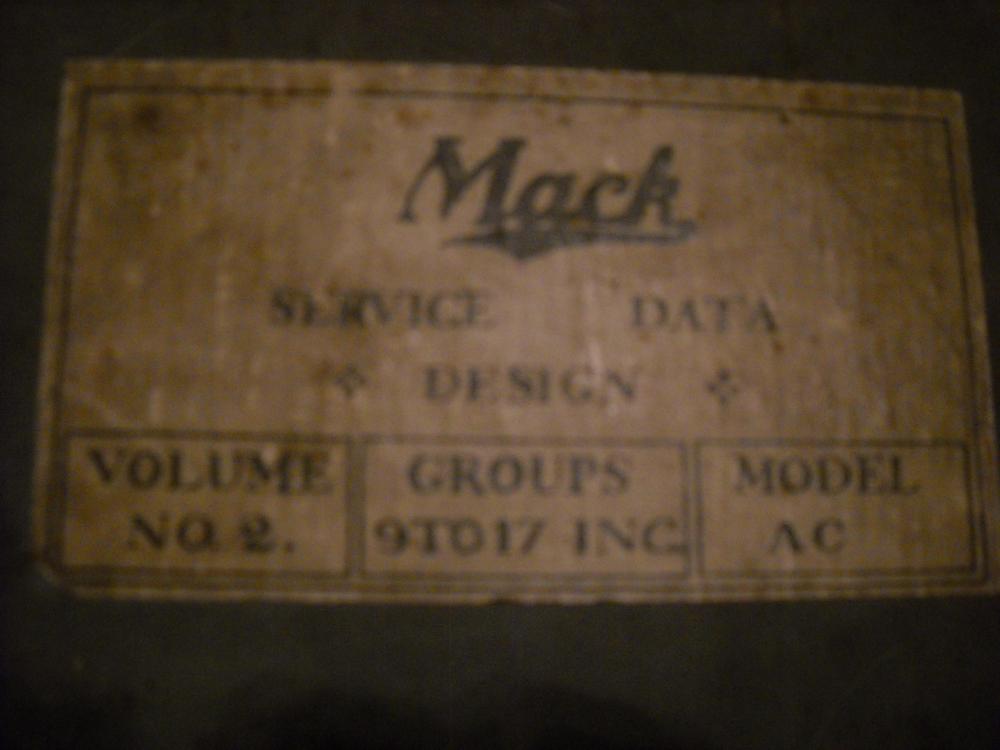 Mack
SERVICE DATA
DESIGN
VOLUME
NO. 2.
GROUPS
9 TO 17 INC.
MODEL
AC